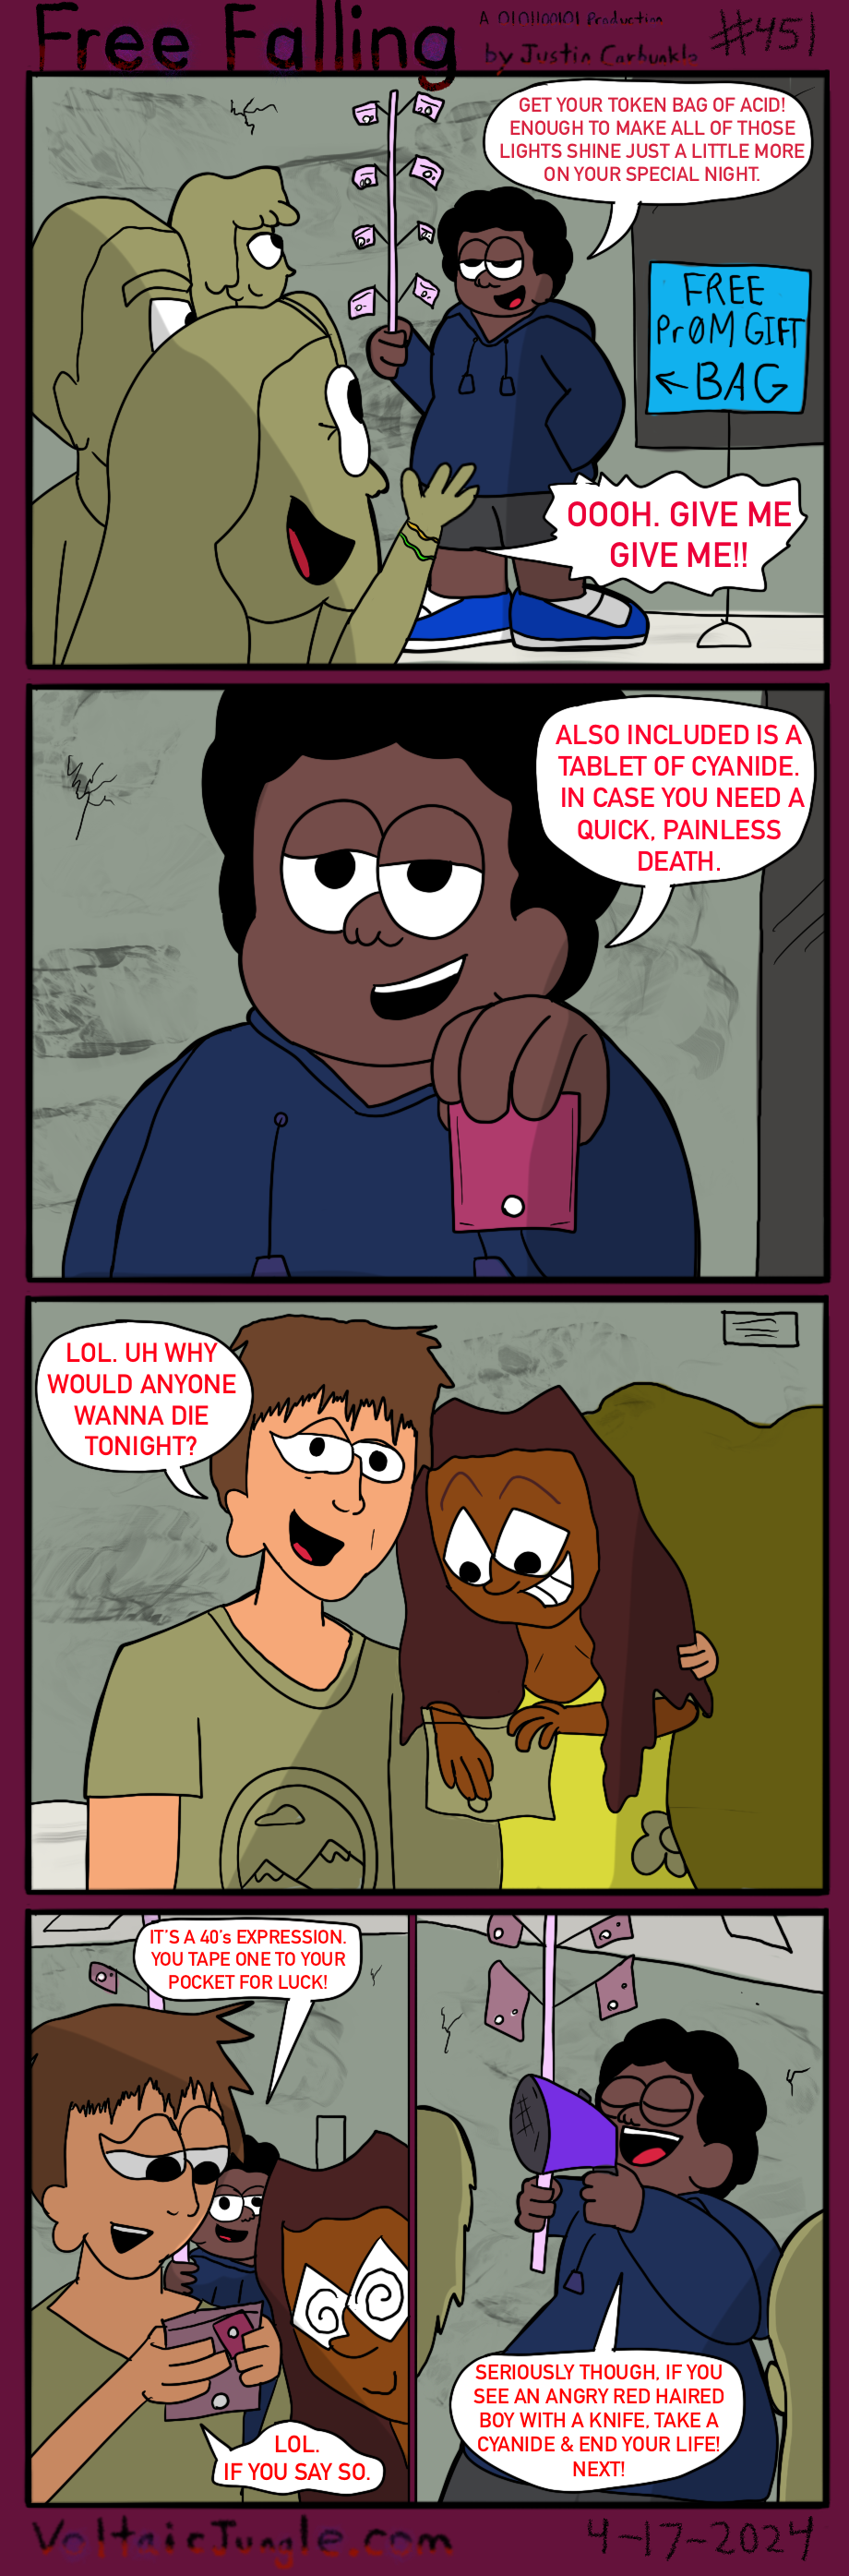 Free Falling
A 0101100101 Production
by Justin Carbunkle
#451
GET YOUR TOKEN BAG OF ACID!
ENOUGH TO MAKE ALL OF THOSE
LIGHTS SHINE JUST A LITTLE MORE
ON YOUR SPECIAL NIGHT.
FREE
PrØM GIFT
←BAG
OOOH. GIVE ME
GIVE ME!!
ALSO INCLUDED IS A
TABLET OF CYANIDE.
IN CASE YOU NEED A
QUICK, PAINLESS
DEATH.
LOL. UH WHY
WOULD ANYONE
WANNA DIE
TONIGHT?
IT'S A 40's EXPRESSION.
YOU TAPE ONE TO YOUR
POCKET FOR LUCK!
LOL.
IF YOU SAY SO.
SERIOUSLY THOUGH, IF YOU
SEE AN ANGRY RED HAIRED
BOY WITH A KNIFE, TAKE A
CYANIDE & END YOUR LIFE!
NEXT!
VoltaicJungle.com
4-17-2024